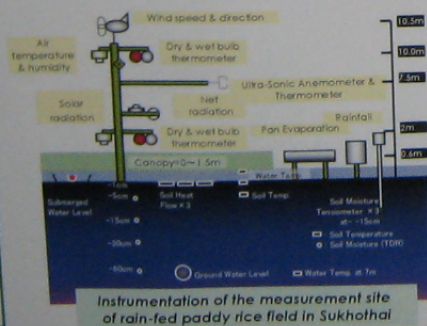 Wind speed & direction
10.5m
Air
temperature
& humidity
Dry & wet bulb
thermometer
10.0m
7.5m
Ultra-Sonic Anemometer &
Thermometer
Solar
radiation
Net
radiation
Rainfall
Dry & wet bulb
thermometer
Pan Evaporation
2m
0.6m
Canopy=0~1.5m
Water Temp.
Submerged
Water Level
-1cm
-5cm
Soil Heat
Flow×3
Soil Temp.
Soil Moisture
Tensiometer ×3
at ~ -15cm
-15cm
-30cm
Soil Temperature
Soil Moisture (TDR)
-60cm
Ground Water Level
Water Temp. at 7m
Instrumentation of the measurement site
of rain-fed paddy rice field in Sukhothai